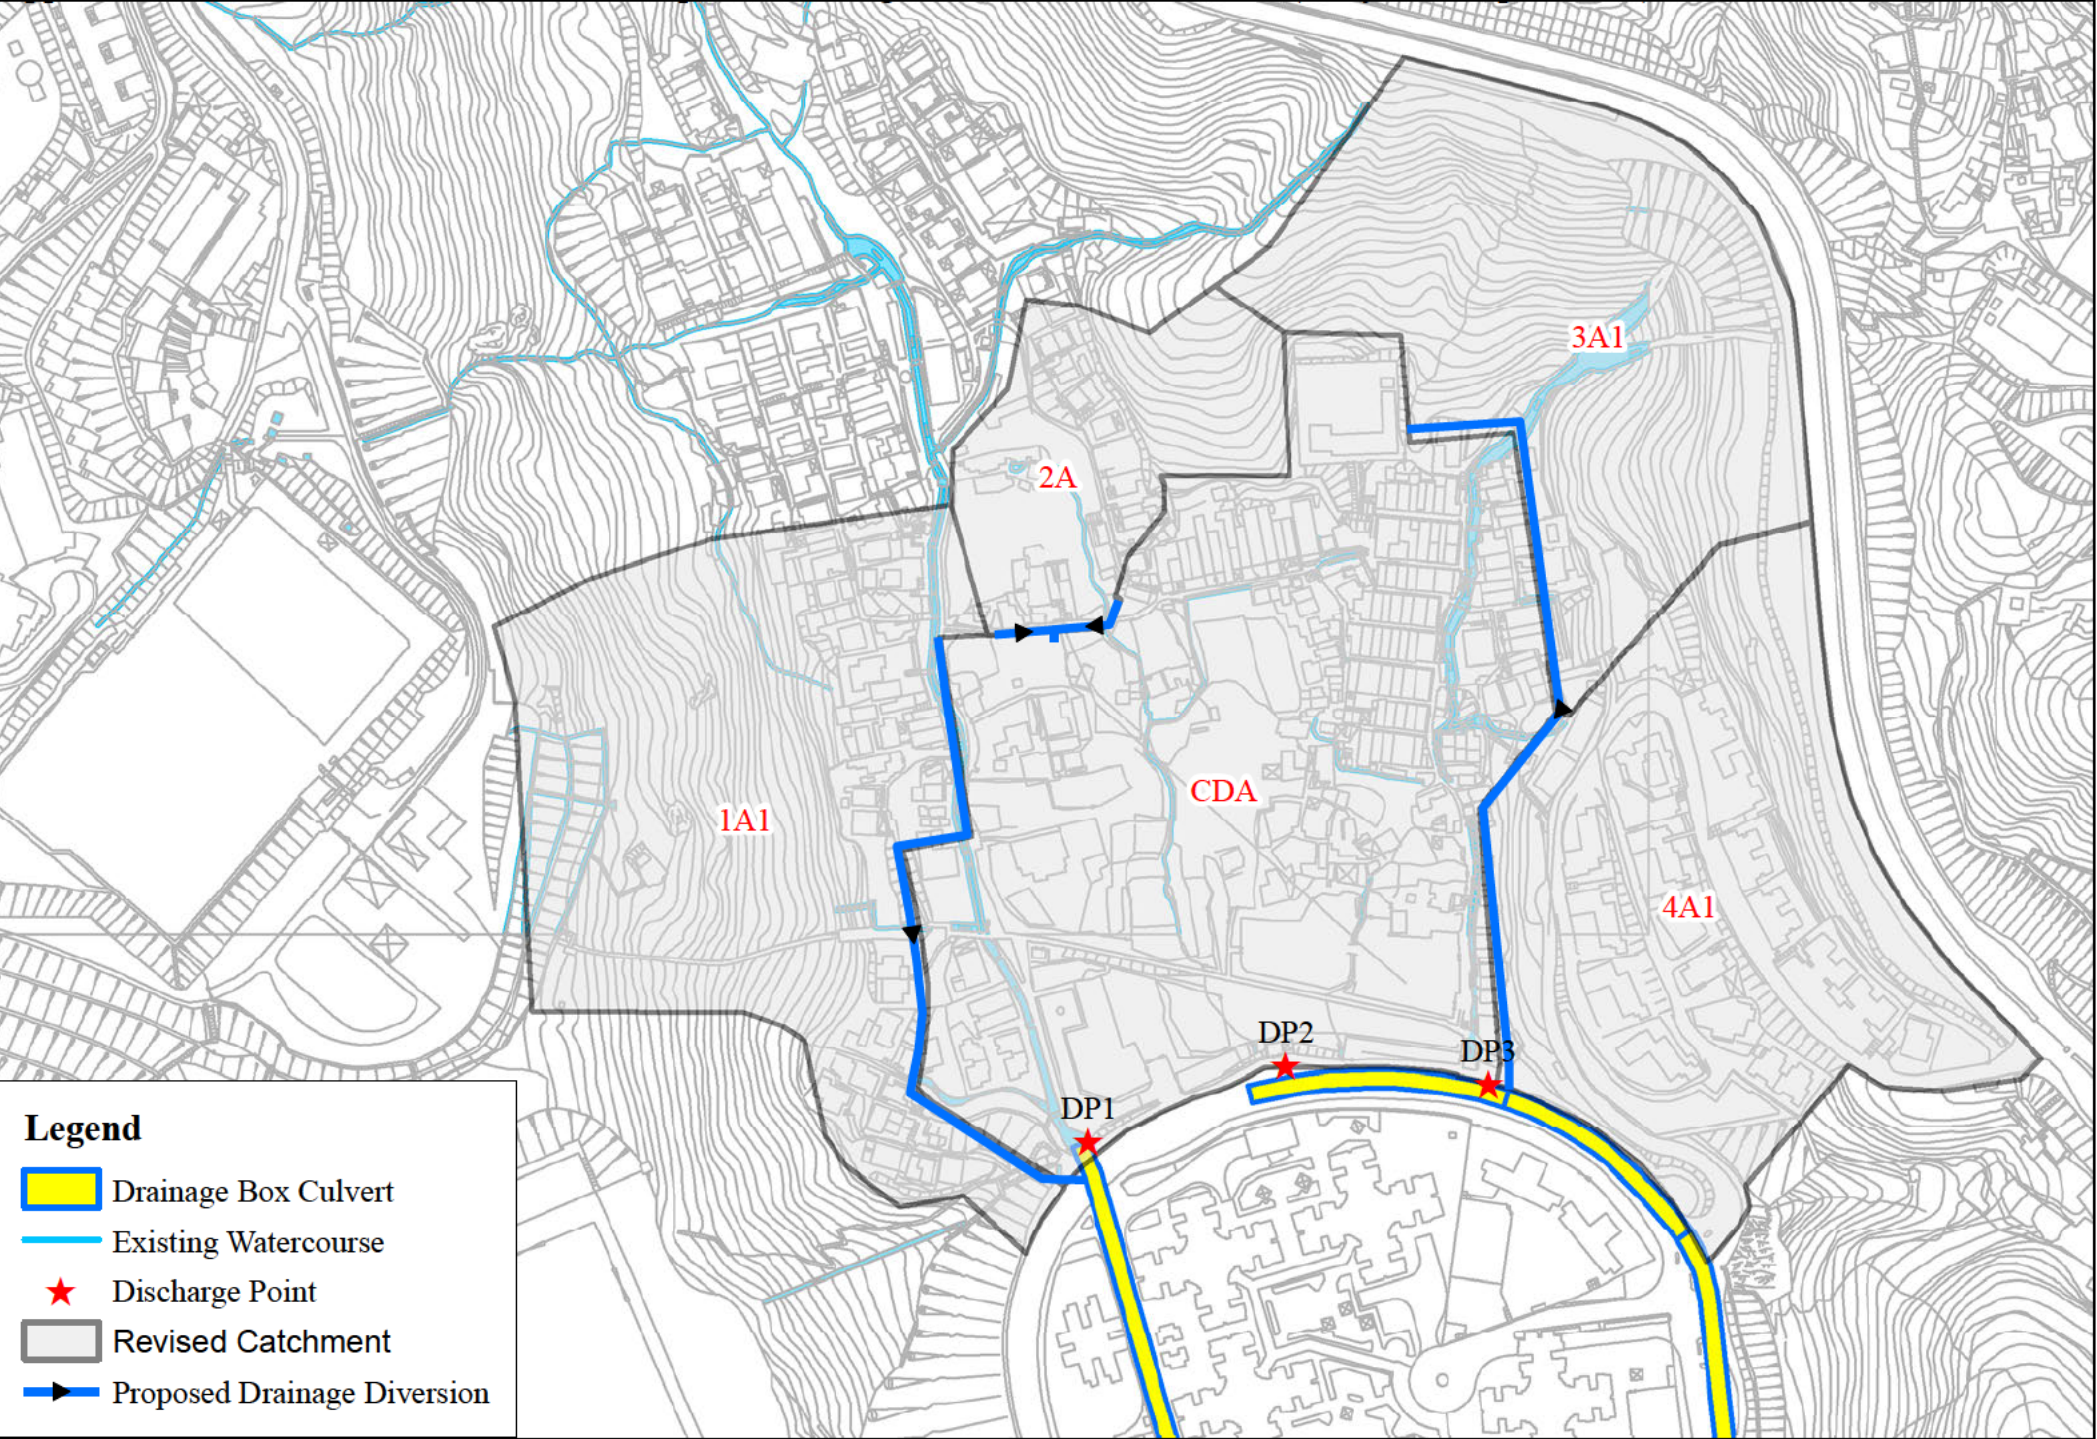 3A1
2A
CDA
1A1
4A1
DP2
DP3
DP1
Legend
Drainage Box Culvert
Existing Watercourse
Discharge Point
Revised Catchment
Proposed Drainage Diversion